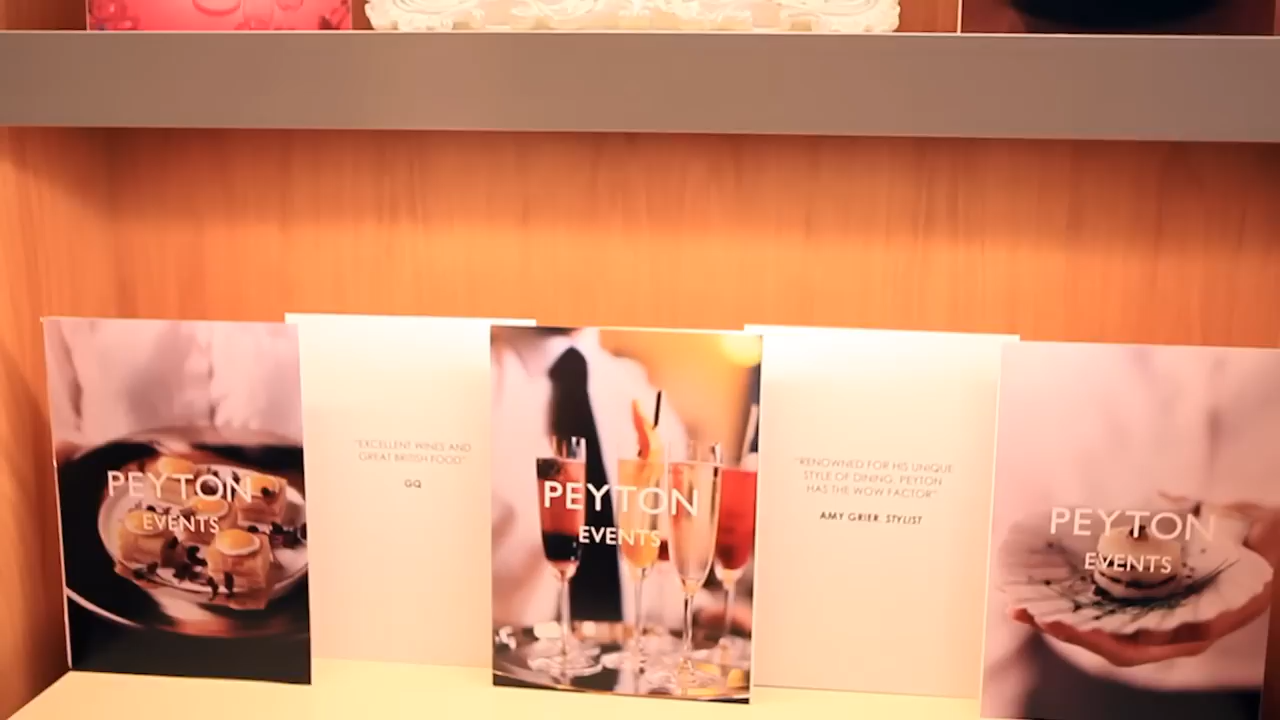 PEYTON
EVENTS
"EXCELLENT WINES AND
GREAT BRITISH FOOD"
GQ
PEYTON
EVENTS
"RENOWNED FOR HIS UNIQUE
STYLE OF DINING, PEYTON
HAS THE WOW FACTOR"
AMY GRIER, STYLIST
PEYTON
EVENTS